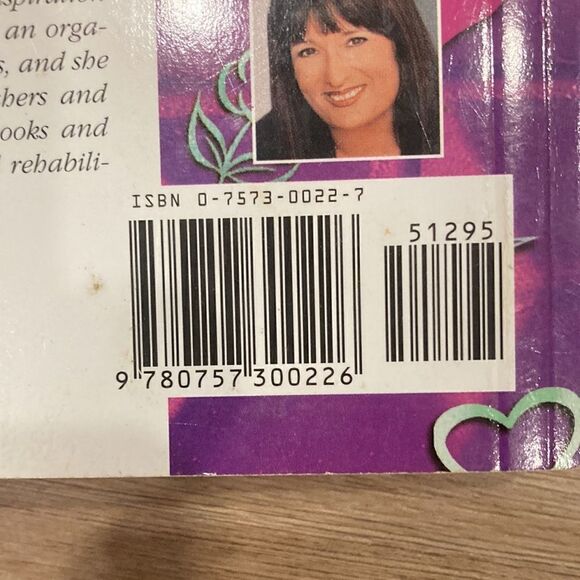 an orga-
s, and she
hers and
ooks and
rehabili-
ISBN 0-7573-0022-7
51295
9 780757 300226